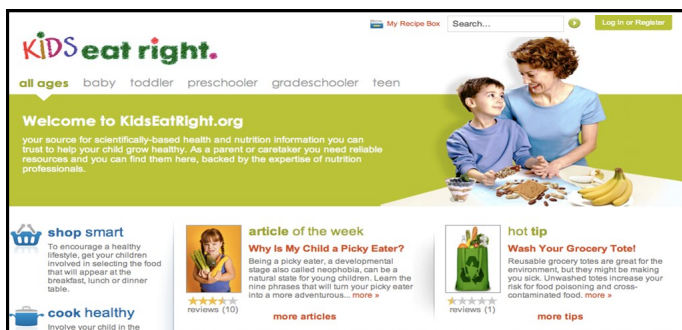 My Recipe Box Search... Log In or Register
KiDS eat right.
all ages baby toddler preschooler gradeschooler teen
Welcome to KidsEatRight.org
your source for scientifically-based health and nutrition information you can
trust to help your child grow healthy. As a parent or caretaker you need reliable
resources and you can find them here, backed by the expertise of nutrition
professionals.
shop smart
To encourage a healthy
lifestyle, get your children
involved in selecting the food
that will appear at the
breakfast, lunch or dinner
table.
cook healthy
Involve your child in the
article of the week
Why Is My Child a Picky Eater?
Being a picky eater, a developmental
stage also called neophobia, can be a
natural state for young children. Learn the
nine phrases that will turn your picky eater
into a more adventurous... more »
reviews (10)
more articles
hot tip
Wash Your Grocery Tote!
Reusable grocery totes are great for the
environment, but they might be making
you sick. Unwashed totes increase your
risk for food poisoning and cross-
contaminated food. more »
reviews (1)
more tips